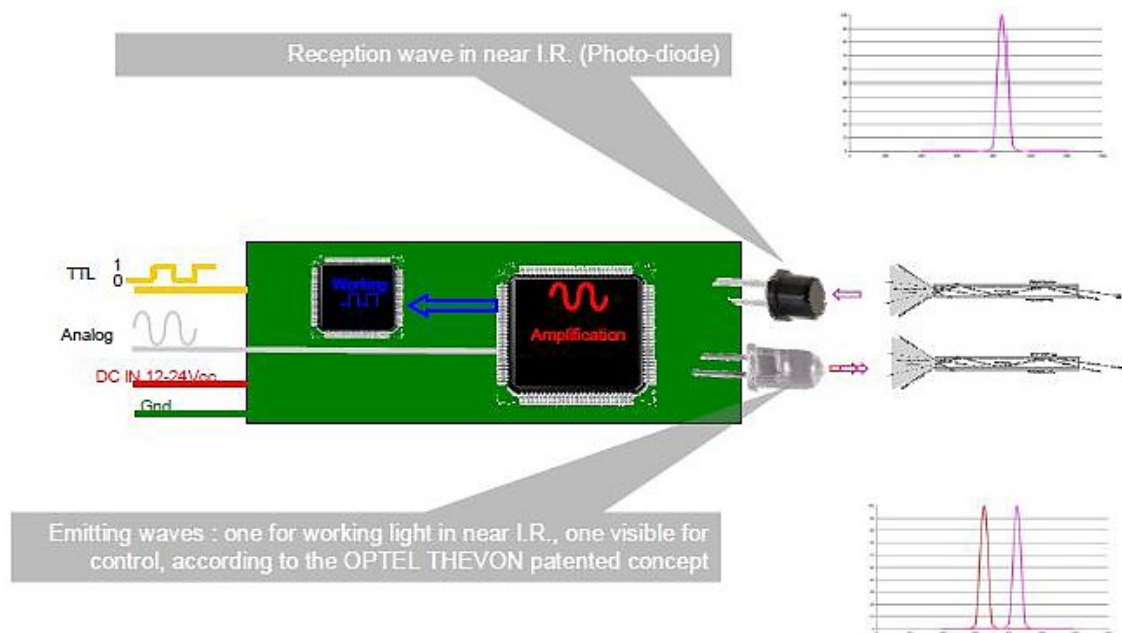 Reception wave in near I.R. (Photo-diode)
TTL
1
0
Working
Amplification
Analog
DC IN 12-24Vcc
Gnd
Emitting waves : one for working light in near I.R., one visible for
control, according to the OPTEL THEVON patented concept